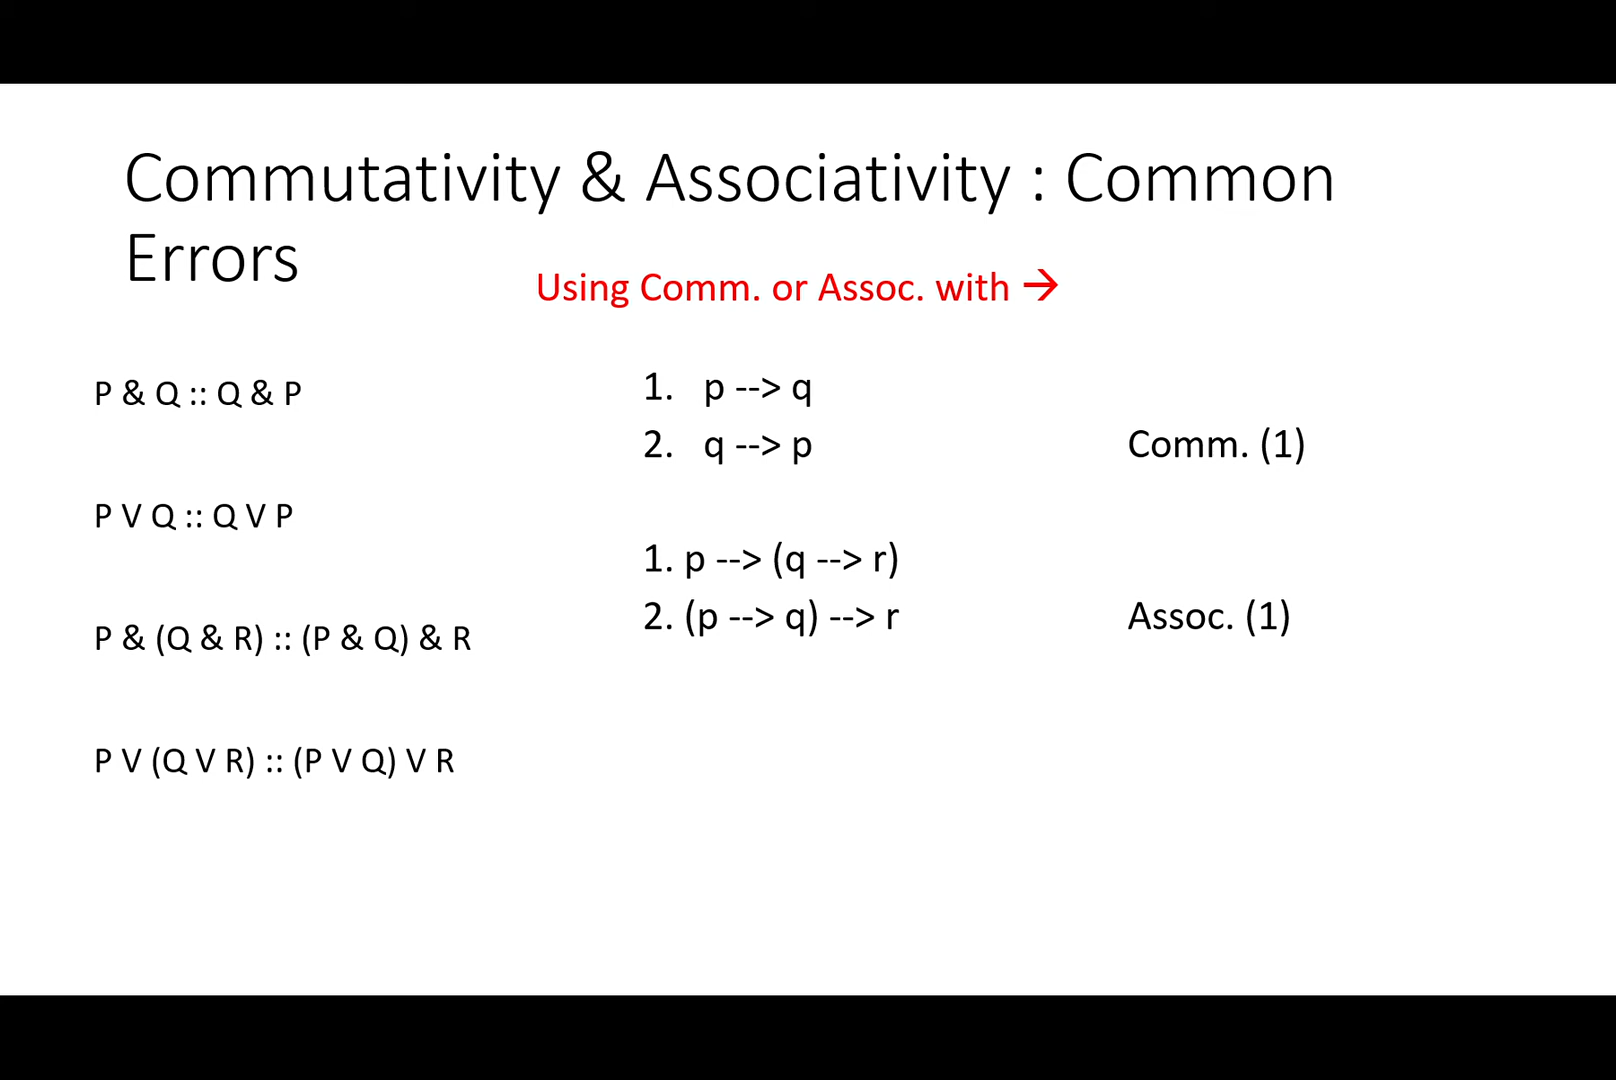 Commutativity & Associativity : Common
Errors
Using Comm. or Assoc. with →
P & Q :: Q & P
P V Q :: Q V P
P & (Q & R) :: (P & Q) & R
P V (Q V R) :: (P V Q) V R
1. p --> q
2. q --> p Comm. (1)
1. p --> (q --> r)
2. (p --> q) --> r Assoc. (1)